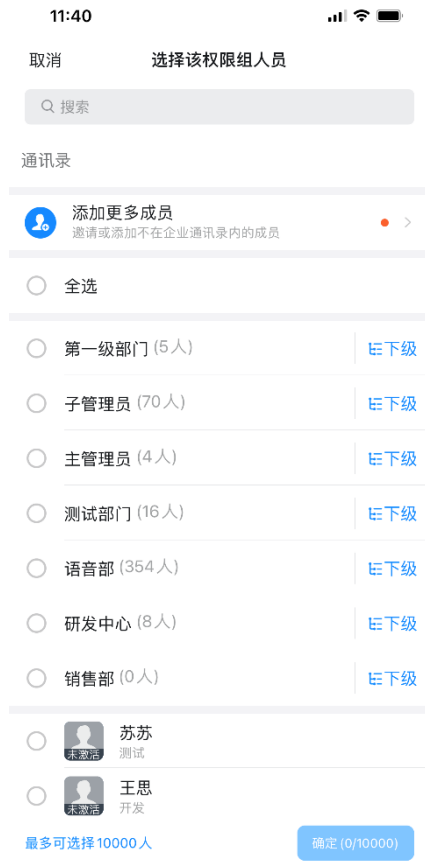 11:40
取消
选择该权限组人员
搜索
通讯录
添加更多成员
邀请或添加不在企业通讯录内的成员
全选
第一级部门 (5人) 下级
子管理员 (70人) 下级
主管理员 (4人) 下级
测试部门 (16人) 下级
语音部 (354人) 下级
研发中心 (8人) 下级
销售部 (0人) 下级
苏苏
未激活 测试
王思
未激活 开发
最多可选择10000人
确定 (0/10000)